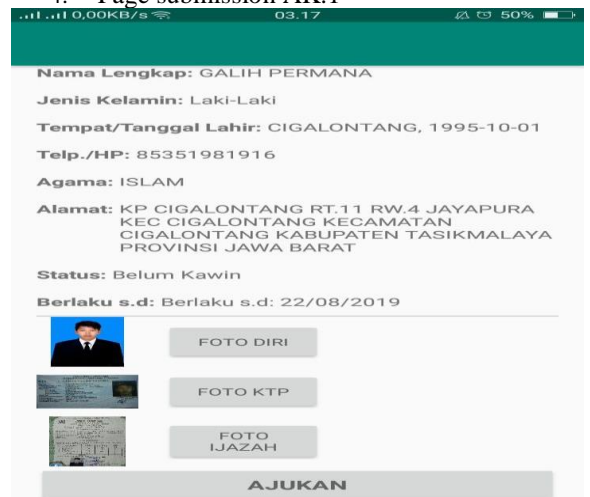 4. Page submission AK.1
0,00KB/s 03.17 50%
Nama Lengkap: GALIH PERMANA
Jenis Kelamin: Laki-Laki
Tempat/Tanggal Lahir: CIGALONTANG, 1995-10-01
Telp./HP: 85351981916
Agama: ISLAM
Alamat: KP CIGALONTANG RT.11 RW.4 JAYAPURA
KEC CIGALONTANG KECAMATAN
CIGALONTANG KABUPATEN TASIKMALAYA
PROVINSI JAWA BARAT
Status: Belum Kawin
Berlaku s.d: Berlaku s.d: 22/08/2019
FOTO DIRI
FOTO KTP
FOTO
IJAZAH
AJUKAN